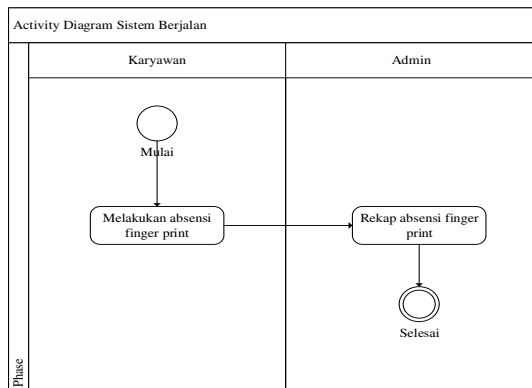 Activity Diagram Sistem Berjalan
Karyawan
Admin
Mulai
Melakukan absensi
finger print
Rekap absensi finger
print
Selesai
Phase